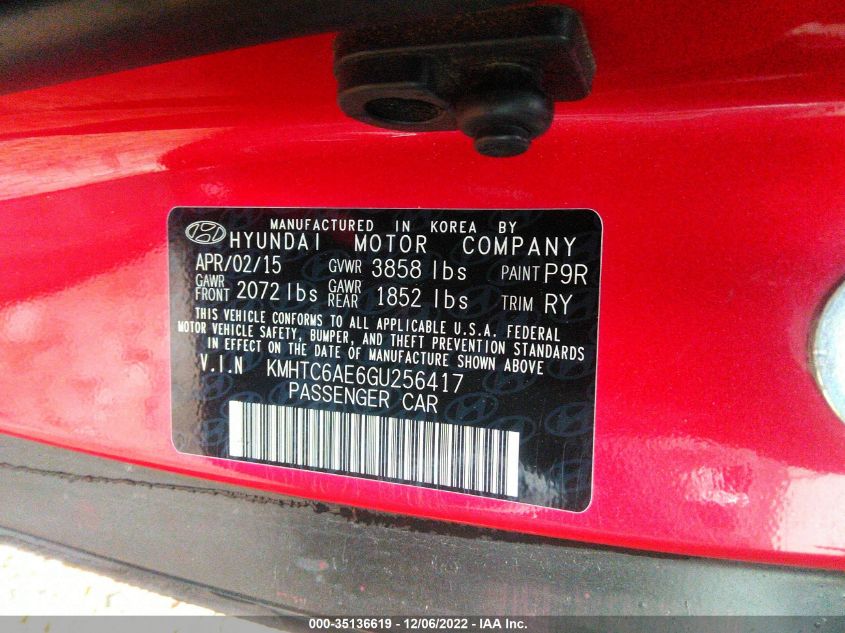 MANUFACTURED IN KOREA BY
HYUNDAI MOTOR COMPANY
APR/02/15 GVWR 3858 lbs PAINT P9R
GAWR FRONT 2072 lbs GAWR REAR 1852 lbs TRIM RY
THIS VEHICLE CONFORMS TO ALL APPLICABLE U.S.A. FEDERAL
MOTOR VEHICLE SAFETY, BUMPER, AND THEFT PREVENTION STANDARDS
IN EFFECT ON THE DATE OF MANUFACTURE SHOWN ABOVE
V.I.N KMHTC6AE6GU256417
PASSENGER CAR
000-35136619 - 12/06/2022 - IAA Inc.